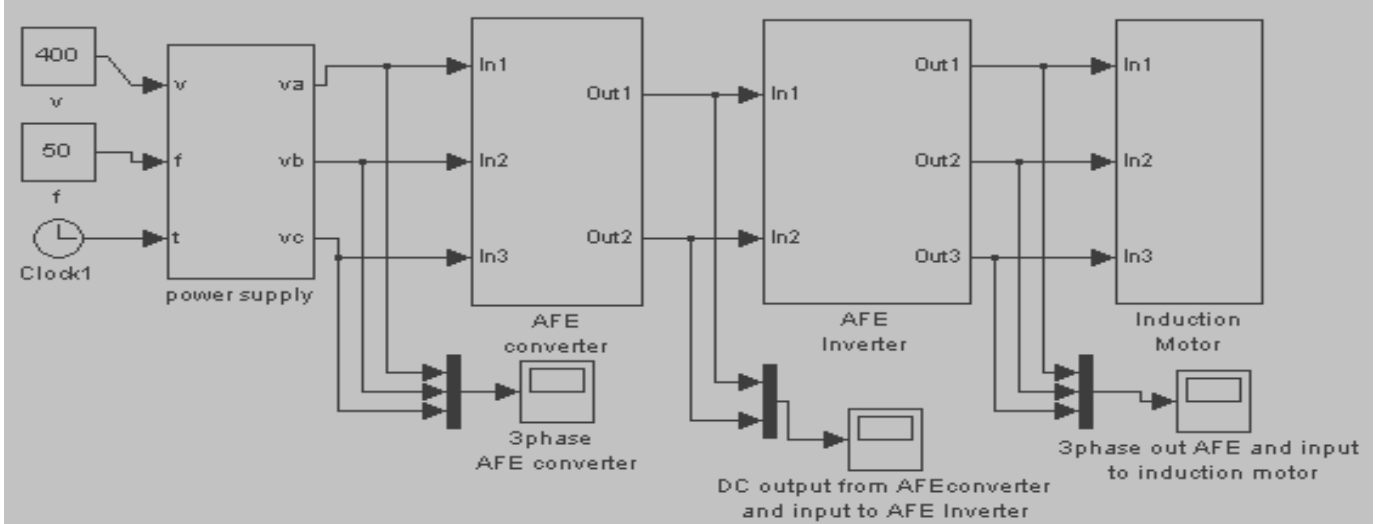 400
v
50
f
Clock1
v
f
t
va
vb
vc
power supply
In1
In2
In3
Out1
Out2
AFE
converter
In1
In2
Out1
Out2
Out3
AFE
Inverter
In1
In2
In3
Induction
Motor
3phase
AFE converter
DC output from AFEconverter
and input to AFE Inverter
3phase out AFE and input
to induction motor